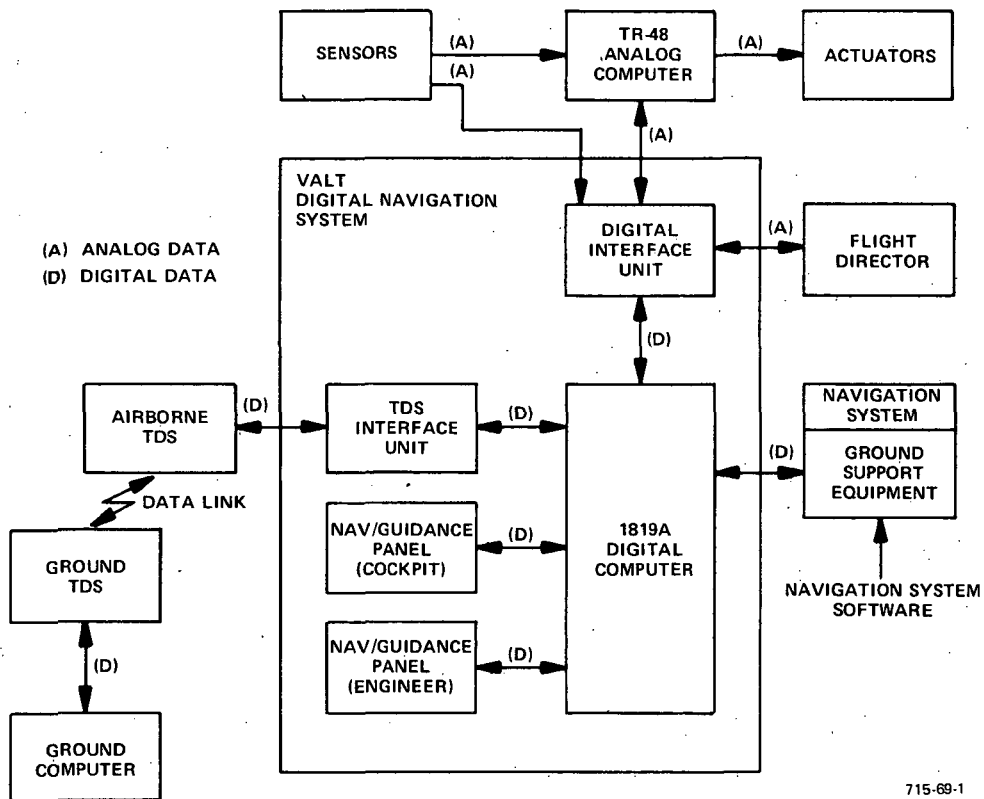 SENSORS
(A)
(A)
TR-48
ANALOG
COMPUTER
(A)
ACTUATORS
(A)
VALT
DIGITAL NAVIGATION
SYSTEM
(A) ANALOG DATA
(D) DIGITAL DATA
DIGITAL
INTERFACE
UNIT
(A)
FLIGHT
DIRECTOR
(D)
AIRBORNE
TDS
(D)
TDS
INTERFACE
UNIT
(D)
NAVIGATION
SYSTEM
GROUND
SUPPORT
EQUIPMENT
(D)
DATA LINK
GROUND
TDS
NAV/GUIDANCE
PANEL
(COCKPIT)
(D)
1819A
DIGITAL
COMPUTER
NAVIGATION SYSTEM
SOFTWARE
(D)
NAV/GUIDANCE
PANEL
(ENGINEER)
(D)
GROUND
COMPUTER
715-69-1